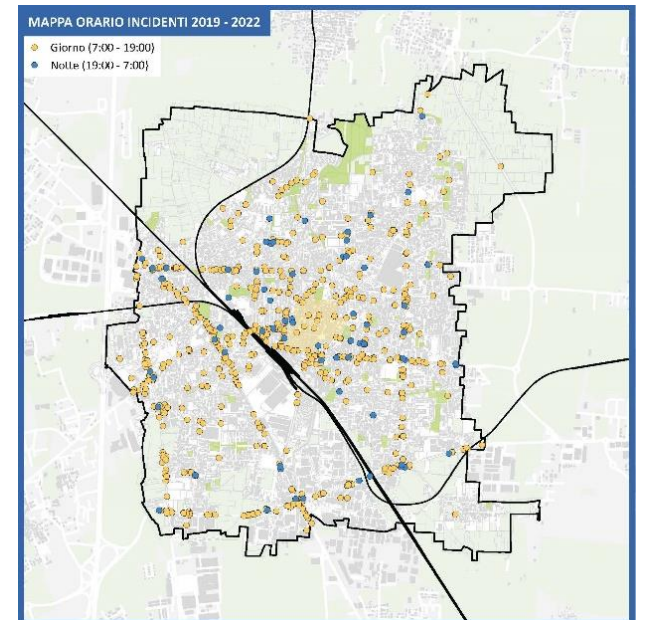 MAPPA ORARIO INCIDENTI 2019 - 2022
Giorno (7:00 - 19:00)
Notte (19:00 - 7:00)